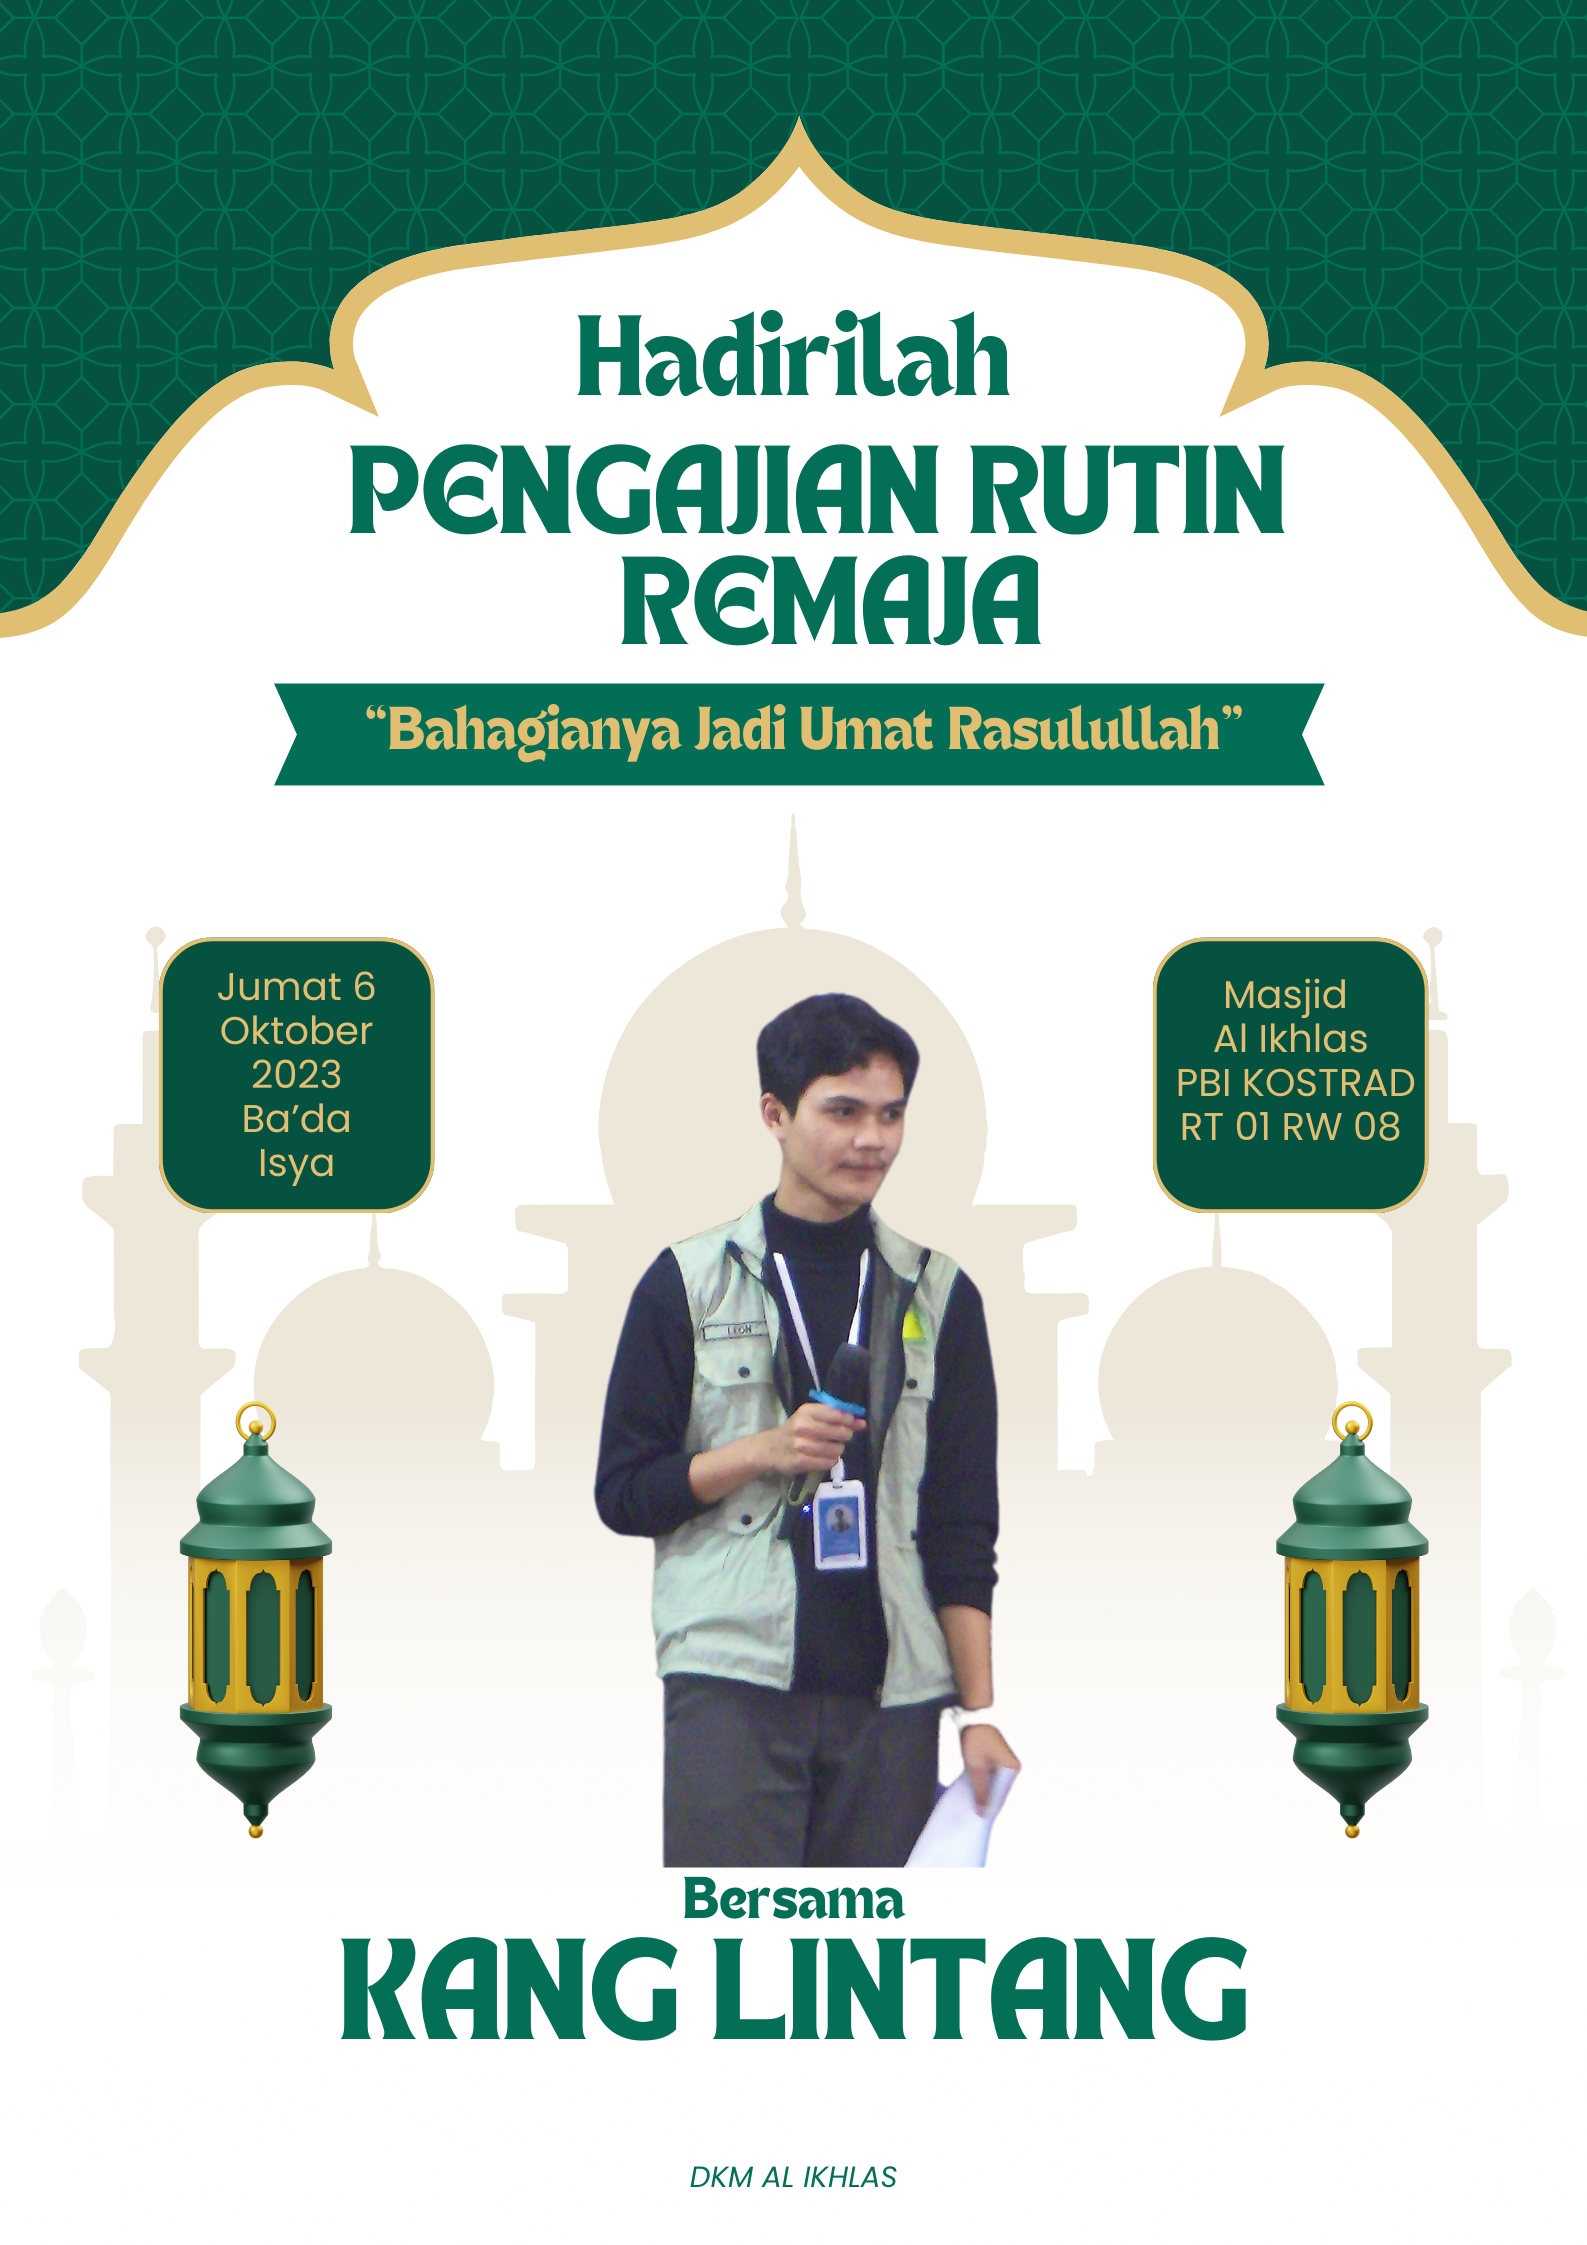 Hadirilah
PENGAJIAN RUTIN
REMAJA
“Bahagianya Jadi Umat Rasulullah”
Jumat 6
Oktober
2023
Ba’da
Isya
Masjid
Al Ikhlas
PBI KOSTRAD
RT 01 RW 08
Bersama
KANG LINTANG
DKM AL IKHLAS